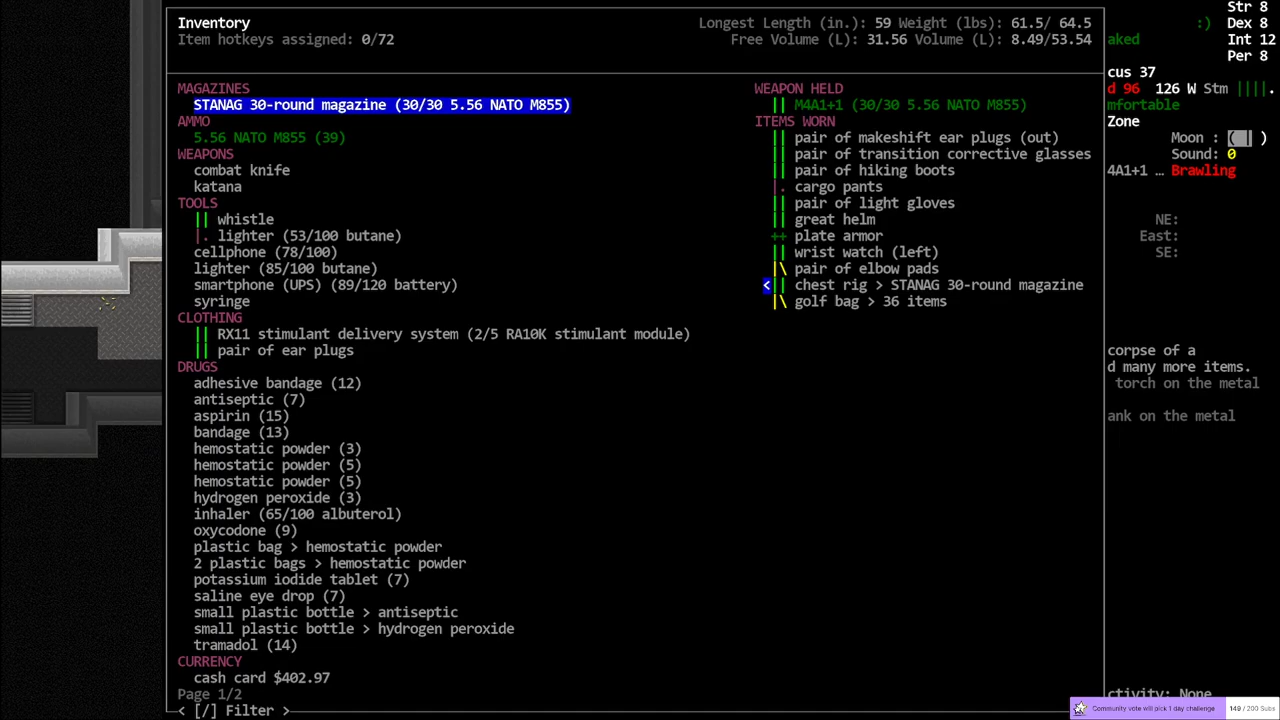 Inventory
Item hotkeys assigned: 0/72
Longest Length (in.): 59 Weight (lbs): 61.5/ 64.5
Free Volume (L): 31.56 Volume (L): 8.49/53.54
MAGAZINES
STANAG 30-round magazine (30/30 5.56 NATO M855)
AMMO
5.56 NATO M855 (39)
WEAPONS
combat knife
katana
TOOLS
|| whistle
|. lighter (53/100 butane)
cellphone (78/100)
lighter (85/100 butane)
smartphone (UPS) (89/120 battery)
syringe
CLOTHING
|| RX11 stimulant delivery system (2/5 RA10K stimulant module)
|| pair of ear plugs
DRUGS
adhesive bandage (12)
antiseptic (7)
aspirin (15)
bandage (13)
hemostatic powder (3)
hemostatic powder (5)
hemostatic powder (5)
hydrogen peroxide (3)
inhaler (65/100 albuterol)
oxycodone (9)
plastic bag > hemostatic powder
2 plastic bags > hemostatic powder
potassium iodide tablet (7)
saline eye drop (7)
small plastic bottle > antiseptic
small plastic bottle > hydrogen peroxide
tramadol (14)
CURRENCY
cash card $402.97
Page 1/2
< [/] Filter >
WEAPON HELD
|| M4A1+1 (30/30 5.56 NATO M855)
ITEMS WORN
|| pair of makeshift ear plugs (out)
|| pair of transition corrective glasses
|| pair of hiking boots
|. cargo pants
|| pair of light gloves
|| great helm
++ plate armor
|| wrist watch (left)
|\ pair of elbow pads
< || chest rig > STANAG 30-round magazine
|\ golf bag > 36 items
Str 8
:) Dex 8
aked Int 12
Per 8
cus 37
d 96 126 W Stm ||||.
mfortable
Zone
Moon : (  | )
Sound: 0
4A1+1 … Brawling
NE:
East:
SE:
corpse of a
d many more items.
torch on the metal
ank on the metal
ctivity: None
Community vote will pick 1 day challenge
149 / 200 Subs